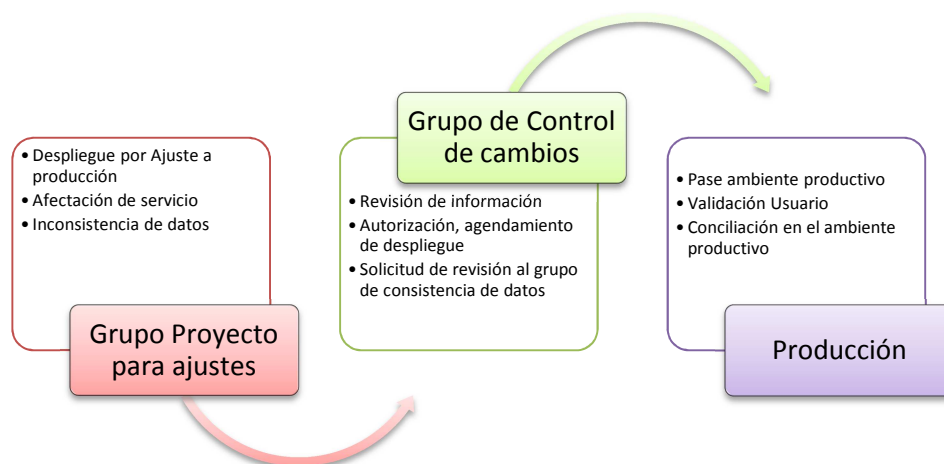 • Despliegue por Ajuste a
producción
• Afectación de servicio
• Inconsistencia de datos
Grupo Proyecto
para ajustes
Grupo de Control
de cambios
• Revisión de información
• Autorización, agendamiento
de despliegue
• Solicitud de revisión al grupo
de consistencia de datos
• Pase ambiente productivo
• Validación Usuario
• Conciliación en el ambiente
productivo
Producción